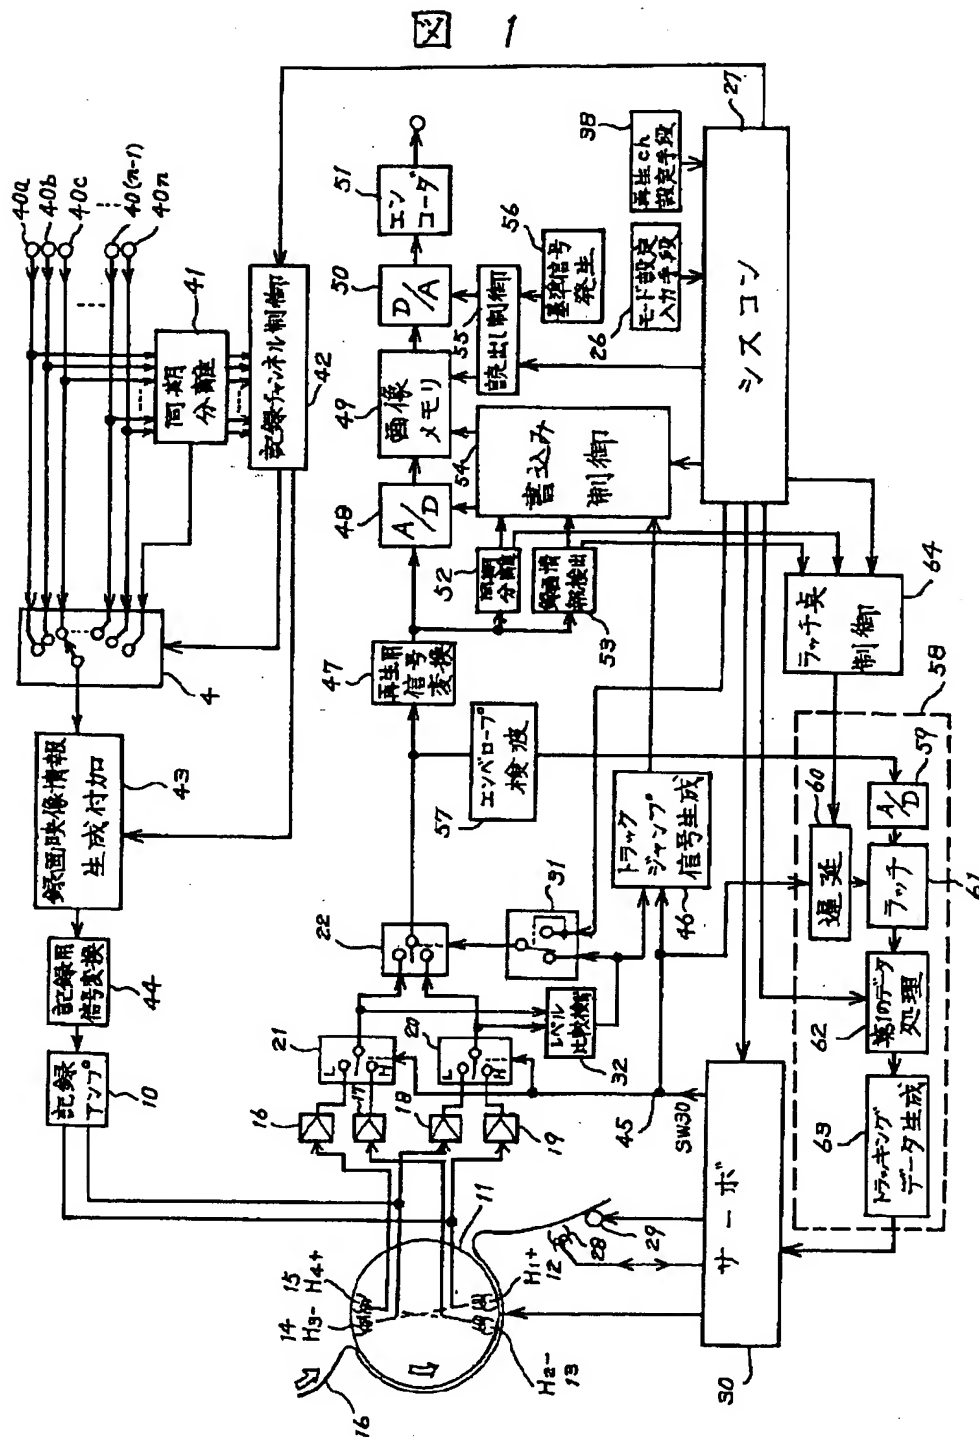 図 1
40a
40b
40c
40(n-1)
40n
同期
分離
41
記録チャンネル制御
42
4
録画映像情報
生成付加
43
記録用
信号変換
44
記録
アンプ
10
エンコーダ
51
D/A
50
画像
メモリ
49
A/D
48
読出し制御
55
基準信号
発生
56
書込み
制御
54
同期
分離
52
録画情
報検出
53
再生用
信号
変換
47
エンベロープ
検波
57
トラック
ジャンプ
信号生成
46
22
31
21
L
H
20
L
H
レベル
比較検出
32
16
17
18
19
45
SW30
再生ch
設定手段
38
モード設定
入力手段
26
シスコン
27
ラッチ点
制御
64
58
A/D
59
遅延
60
ラッチ
61
第1のデータ
処理
62
トラッキング
データ生成
63
サーボ
30
11
15
H4+
14
H3-
H1+
12
H2-
13
28
29
16